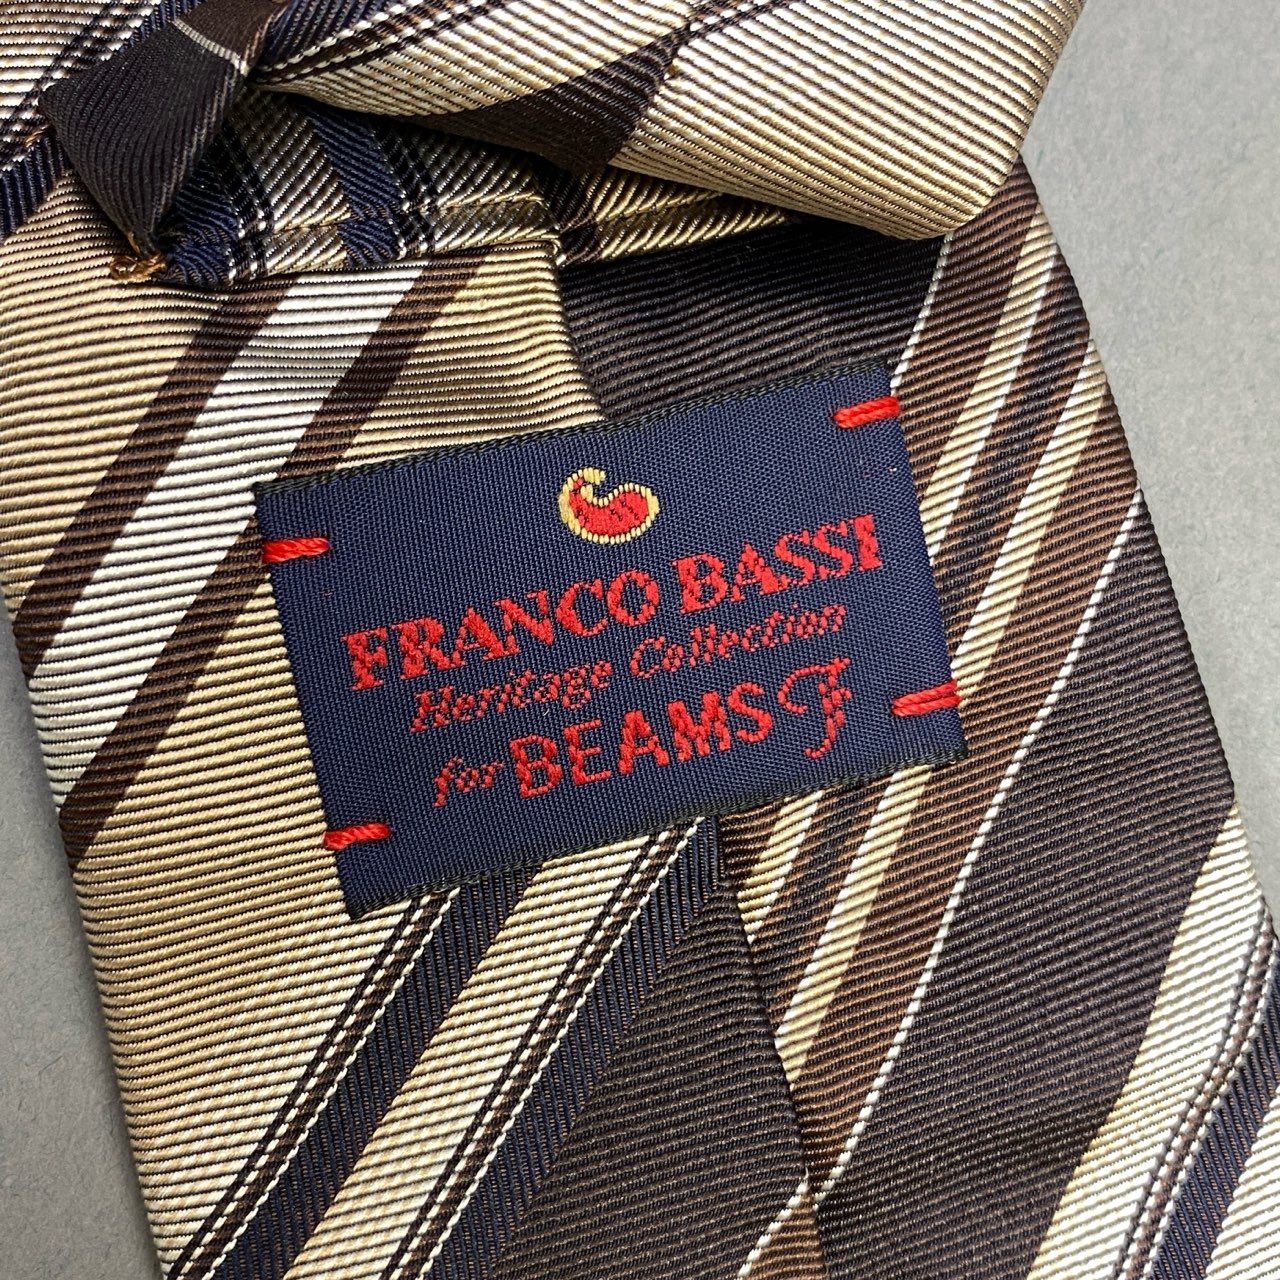 FRANCO BASSI
Heritage Collection
for BEAMS F